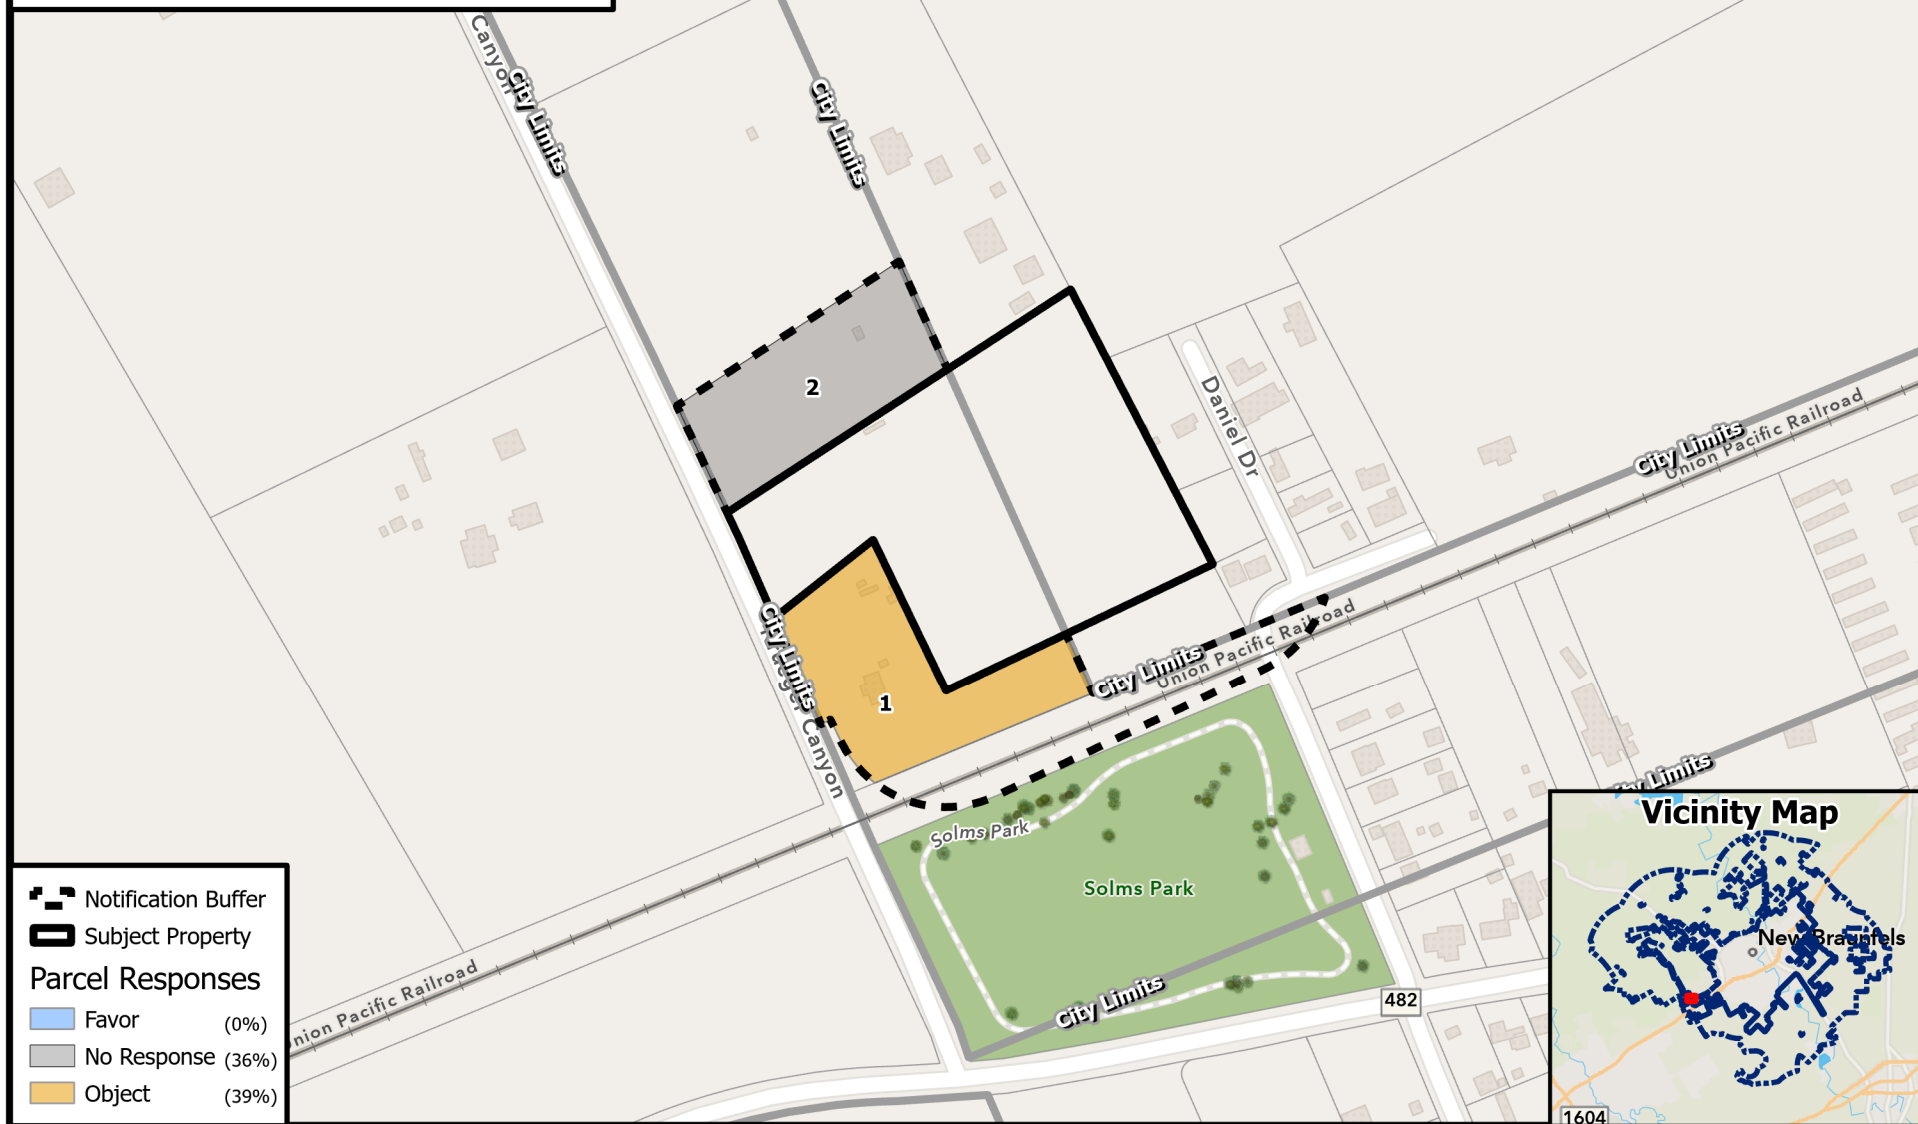 Canyon
City Limits
City Limits
2
Daniel Dr
City Limits
Union Pacific Railroad
City Limits
Canyon
1
City Limits
Union Pacific Railroad
City Limits
Solms Park
Solms Park
City Limits
482
Union Pacific Railroad
Notification Buffer
Subject Property
Parcel Responses
Favor (0%)
No Response (36%)
Object (39%)
Vicinity Map
New Braunfels
1604